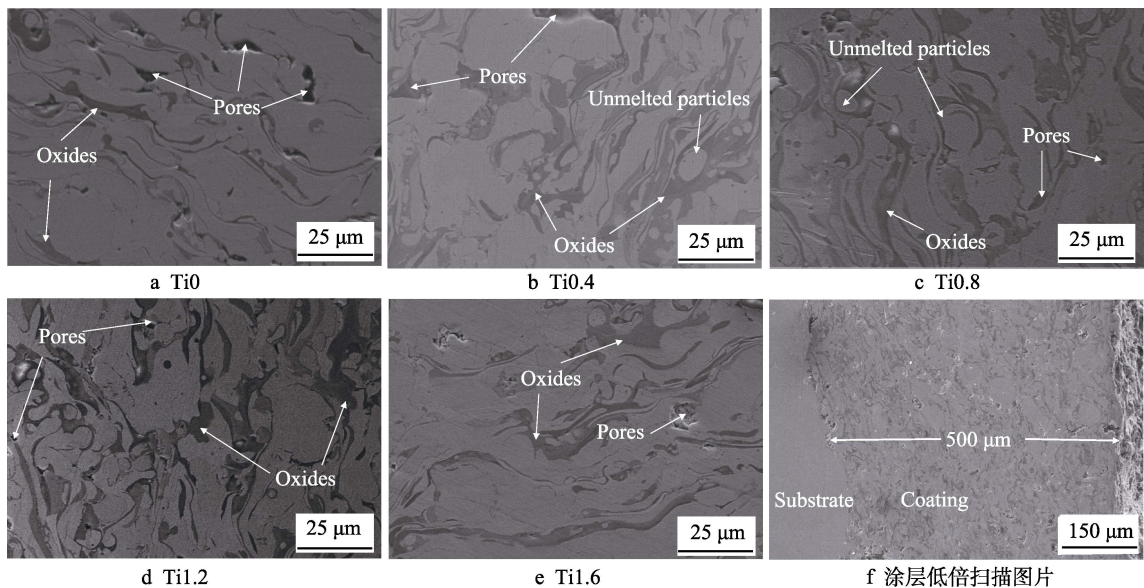 Pores
Oxides
25 μm
a Ti0
Pores
Unmelted particles
Oxides
25 μm
b Ti0.4
Unmelted particles
Pores
Oxides
25 μm
c Ti0.8
Pores
Oxides
25 μm
d Ti1.2
Oxides
Pores
25 μm
e Ti1.6
500 μm
Substrate Coating
150 μm
f 涂层低倍扫描图片